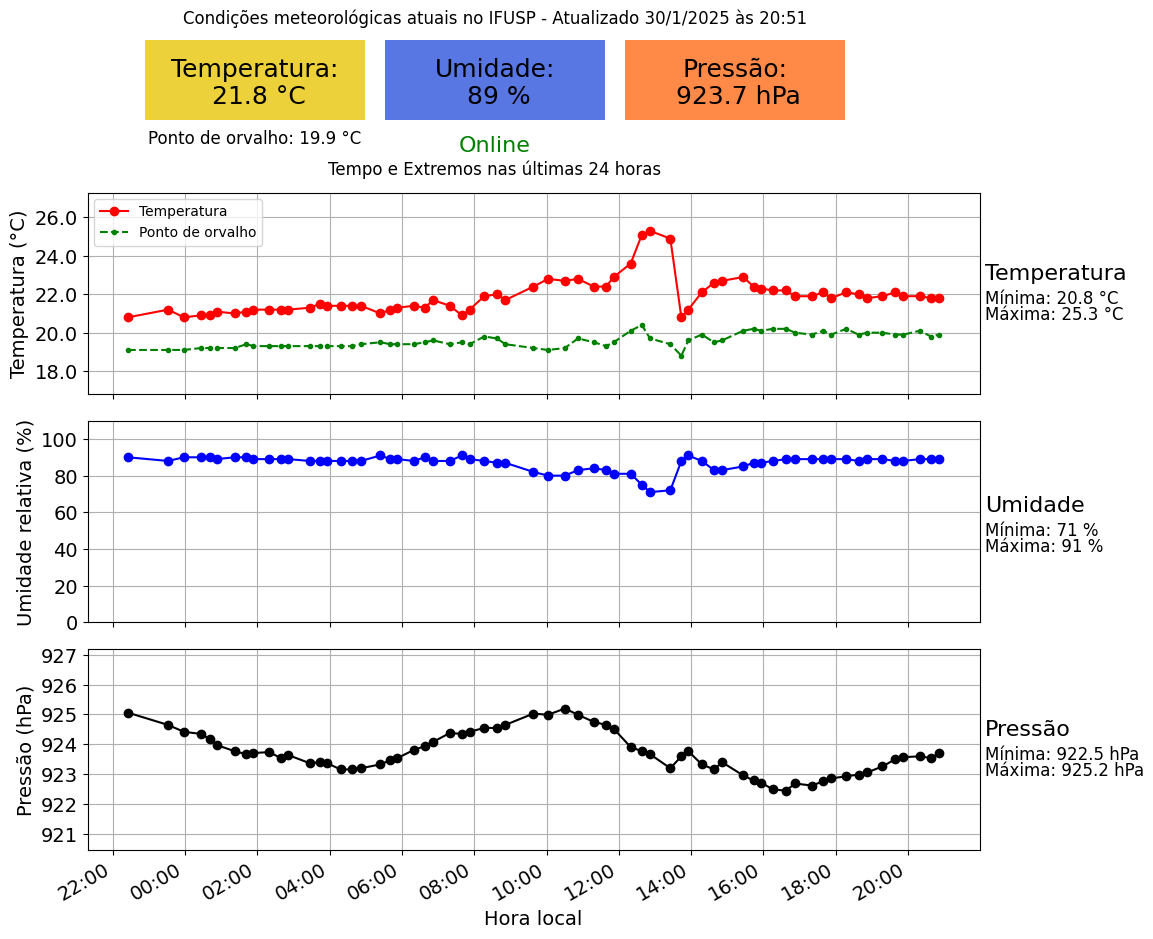 Condições meteorológicas atuais no IFUSP - Atualizado 30/1/2025 às 20:51
Temperatura:
21.8 °C
Umidade:
89 %
Pressão:
923.7 hPa
Ponto de orvalho: 19.9 °C
Online
Tempo e Extremos nas últimas 24 horas
Temperatura (°C)
26.0
24.0
22.0
20.0
18.0
Temperatura
Ponto de orvalho
Temperatura
Mínima: 20.8 °C
Máxima: 25.3 °C
Umidade relativa (%)
100
80
60
40
20
0
Umidade
Mínima: 71 %
Máxima: 91 %
Pressão (hPa)
927
926
925
924
923
922
921
Pressão
Mínima: 922.5 hPa
Máxima: 925.2 hPa
22:00 00:00 02:00 04:00 06:00 08:00 10:00 12:00 14:00 16:00 18:00 20:00
Hora local